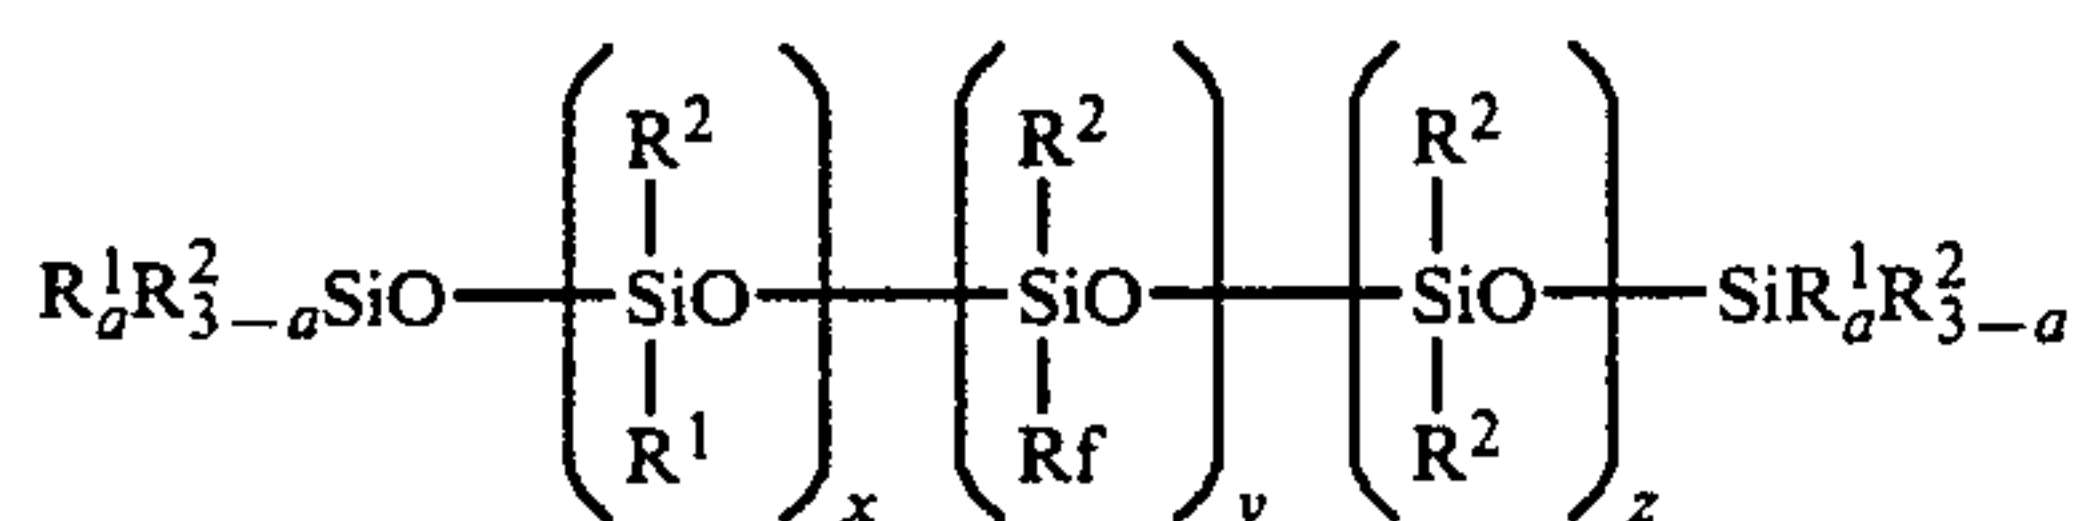 R² R² R²
R¹ₐR²₃₋ₐSiO—(SiO)—(SiO)—(SiO)—SiR¹ₐR²₃₋ₐ
R¹ Rf R²
x v z